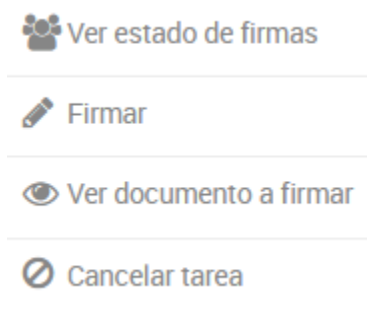 Ver estado de firmas
Firmar
Ver documento a firmar
Cancelar tarea